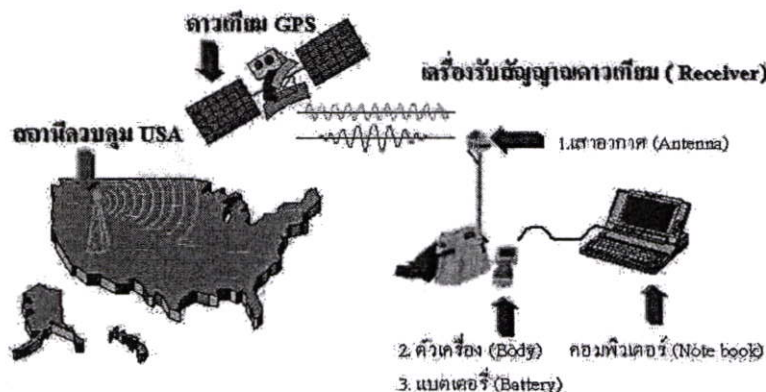 ดาวเทียม GPS
เครื่องรับสัญญาณดาวเทียม ( Receiver)
สถานีควบคุม USA
1.เสาอากาศ (Antenna)
2. ตัวเครื่อง (Body)
คอมพิวเตอร์ (Note book)
3. แบตเตอรี่ (Battery)